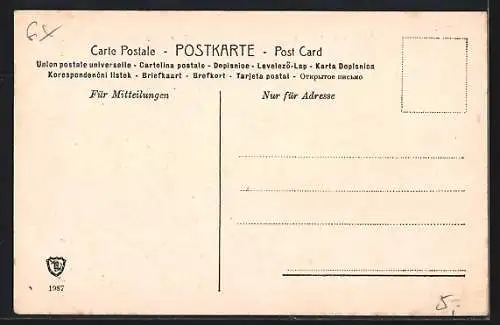 6x
Carte Postale - POSTKARTE - Post Card
Union postale universelle - Cartolina postale - Dopisnice - Levelező-Lap - Karta Dopisnica
Korespondenční lístek - Briefkaart - Brefkort - Tarjeta postal - Открытое письмо
Für Mitteilungen
Nur für Adresse
1987
5,-